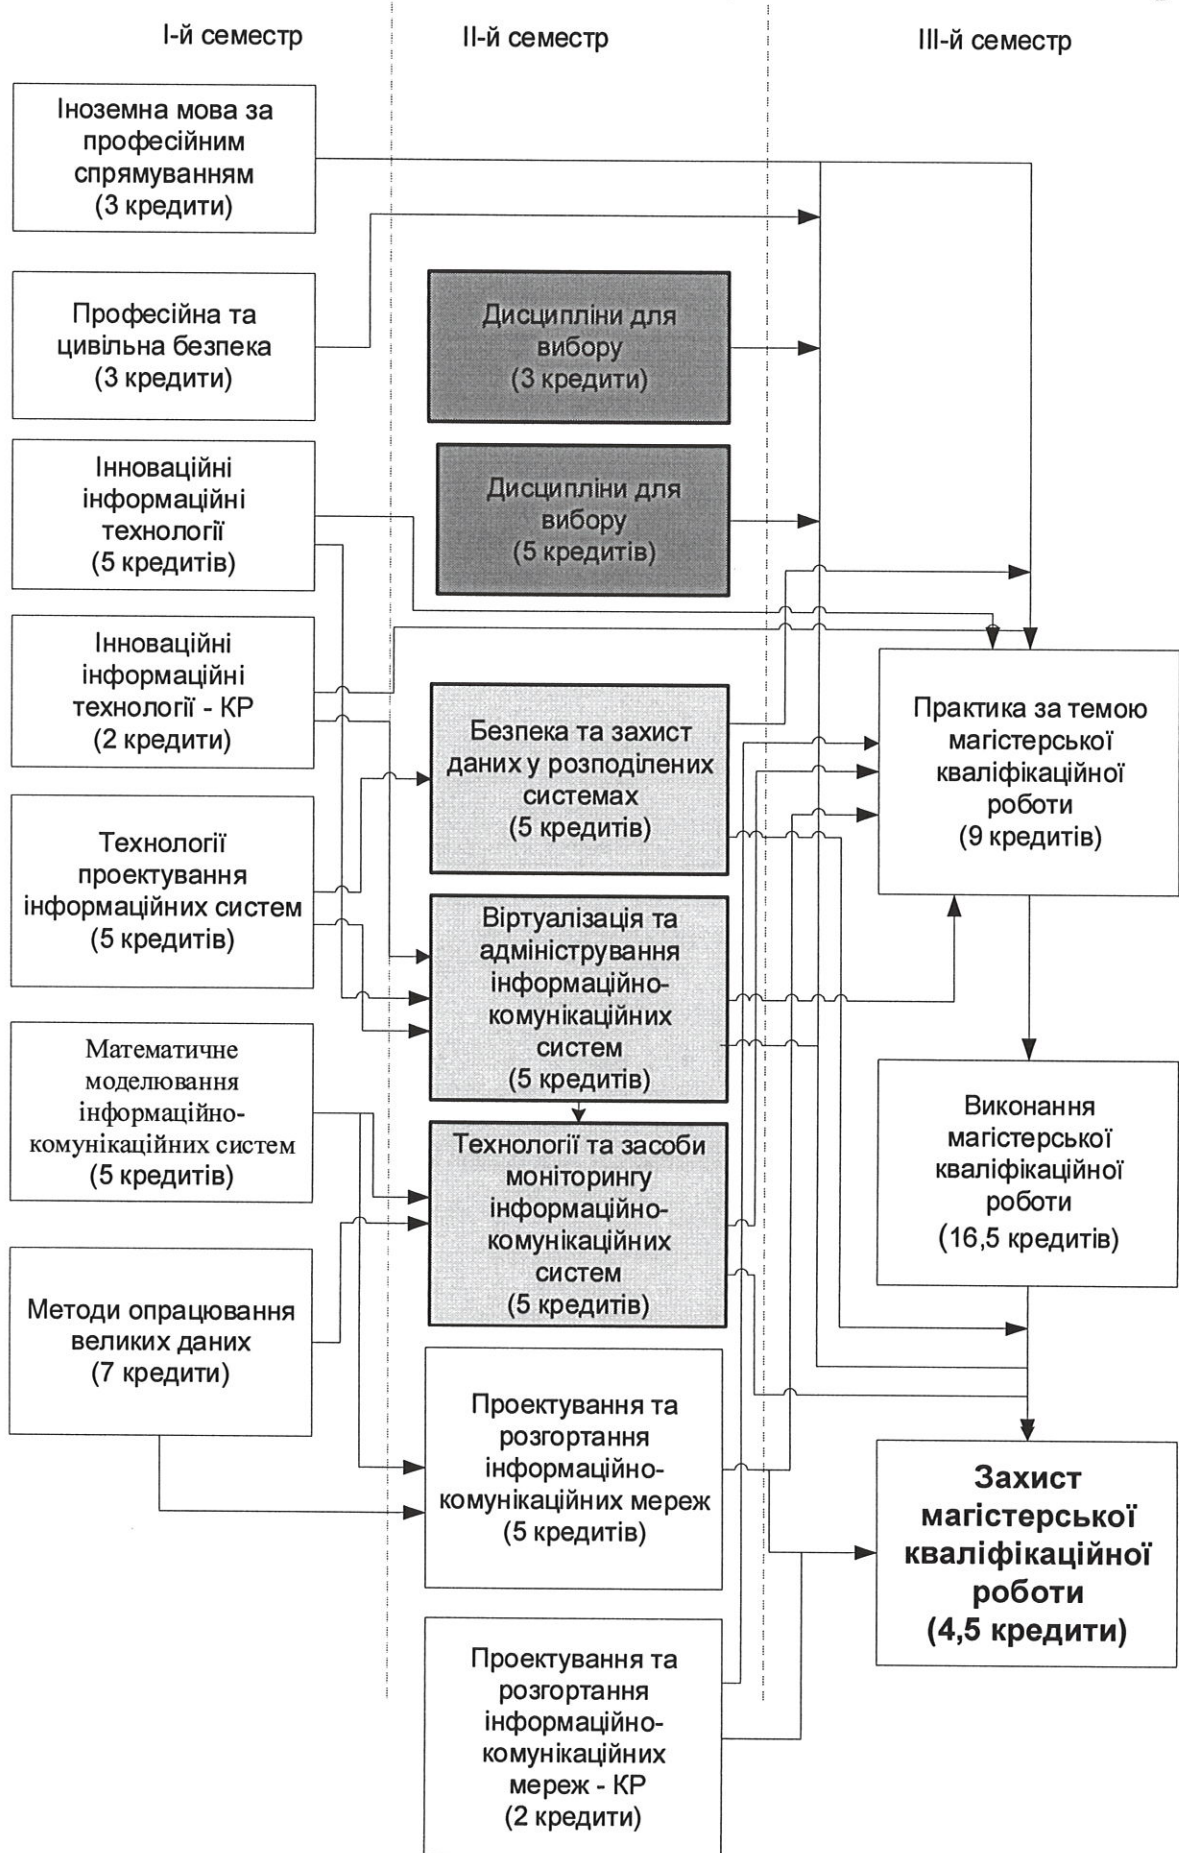 І-й семестр
ІІ-й семестр
ІІІ-й семестр
Іноземна мова за
професійним
спрямуванням
(3 кредити)
Професійна та
цивільна безпека
(3 кредити)
Інноваційні
інформаційні
технології
(5 кредитів)
Інноваційні
інформаційні
технології - КР
(2 кредити)
Технології
проектування
інформаційних систем
(5 кредитів)
Математичне
моделювання
інформаційно-
комунікаційних систем
(5 кредитів)
Методи опрацювання
великих даних
(7 кредити)
Дисципліни для
вибору
(3 кредити)
Дисципліни для
вибору
(5 кредитів)
Безпека та захист
даних у розподілених
системах
(5 кредитів)
Віртуалізація та
адміністрування
інформаційно-
комунікаційних
систем
(5 кредитів)
Технології та засоби
моніторингу
інформаційно-
комунікаційних
систем
(5 кредитів)
Проектування та
розгортання
інформаційно-
комунікаційних мереж
(5 кредитів)
Проектування та
розгортання
інформаційно-
комунікаційних
мереж - КР
(2 кредити)
Практика за темою
магістерської
кваліфікаційної
роботи
(9 кредитів)
Виконання
магістерської
кваліфікаційної
роботи
(16,5 кредитів)
Захист
магістерської
кваліфікаційної
роботи
(4,5 кредити)